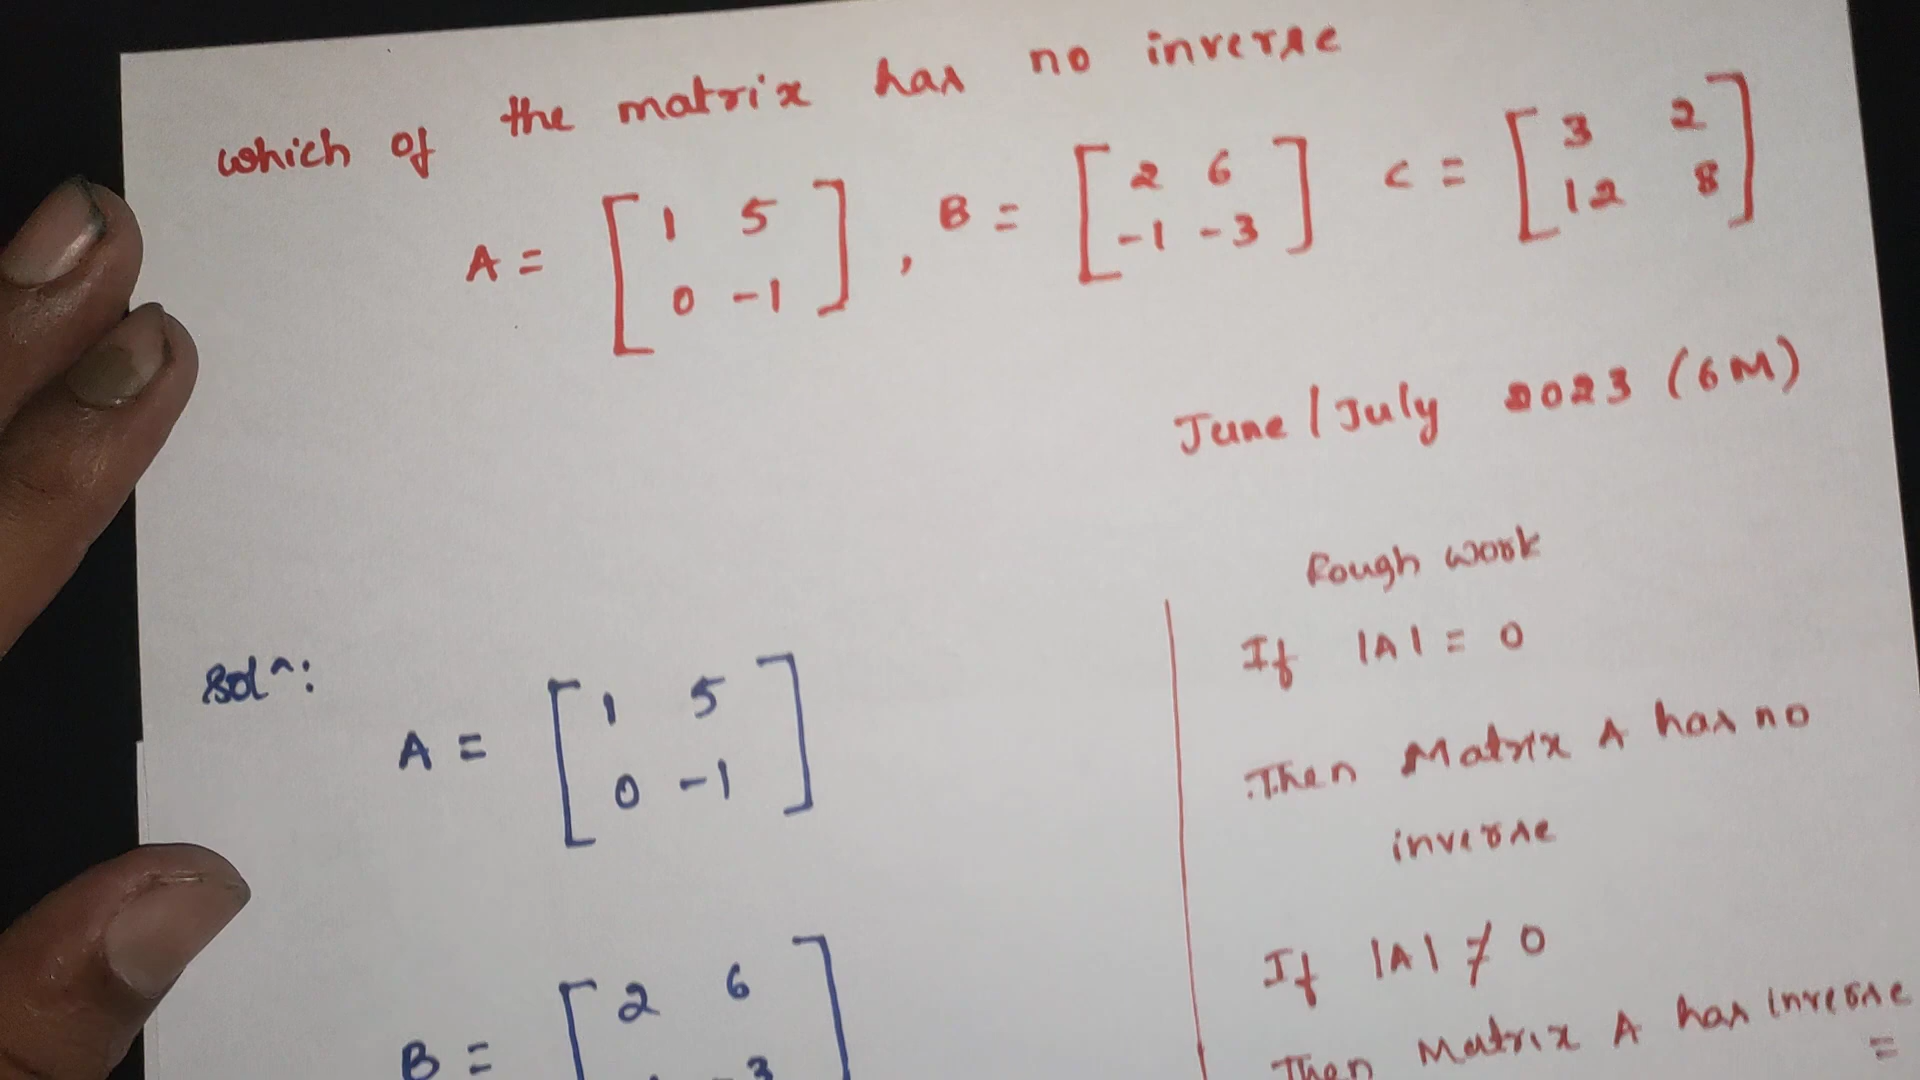 which of the matrix has no inverse
A = [ 1 5 ] , B = [ 2 6 ] C = [ 3 2 ]
[ 0 -1 ] [ -1 -3 ] [ 12 8 ]
June / July 2023 (6M)
Rough work
If |A| = 0
Then Matrix A has no
inverse
If |A| ≠ 0
Then Matrix A has inverse
=
Soln:
A = [ 1 5 ]
[ 0 -1 ]
B = [ 2 6 ]
-3